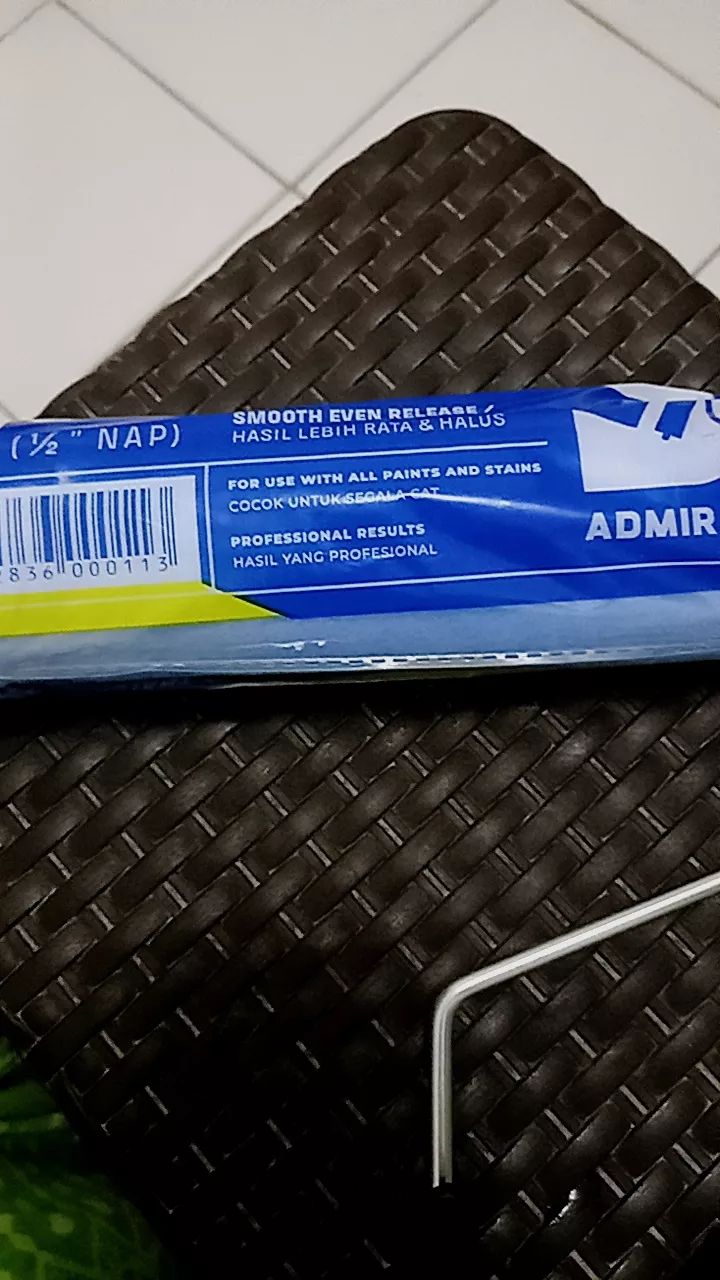 (½" NAP)
836 000113
SMOOTH EVEN RELEASE
HASIL LEBIH RATA & HALUS
FOR USE WITH ALL PAINTS AND STAINS
COCOK UNTUK SEGALA CAT
PROFESSIONAL RESULTS
HASIL YANG PROFESIONAL
ADMIR